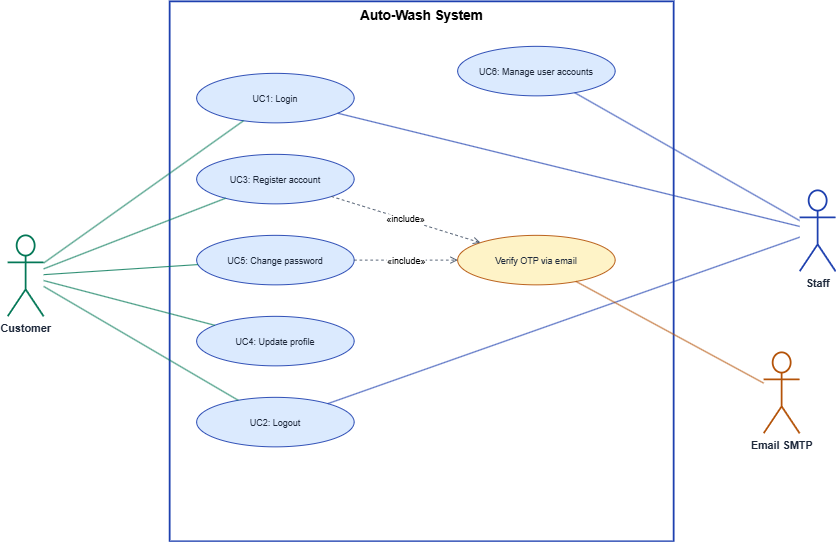 Auto-Wash System
UC6: Manage user accounts
UC1: Login
UC3: Register account
«include»
UC5: Change password
«include»
Verify OTP via email
Staff
Customer
UC4: Update profile
UC2: Logout
Email SMTP